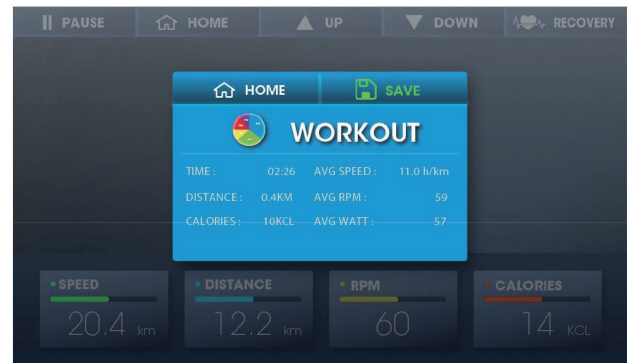 PAUSE HOME UP DOWN RECOVERY
HOME SAVE
WORKOUT
TIME : 02:26 AVG SPEED : 11.0 h/km
DISTANCE : 0.4KM AVG RPM : 59
CALORIES : 10KCL AVG WATT : 57
SPEED DISTANCE RPM CALORIES
20.4 km 12.2 km 60 14 KCL